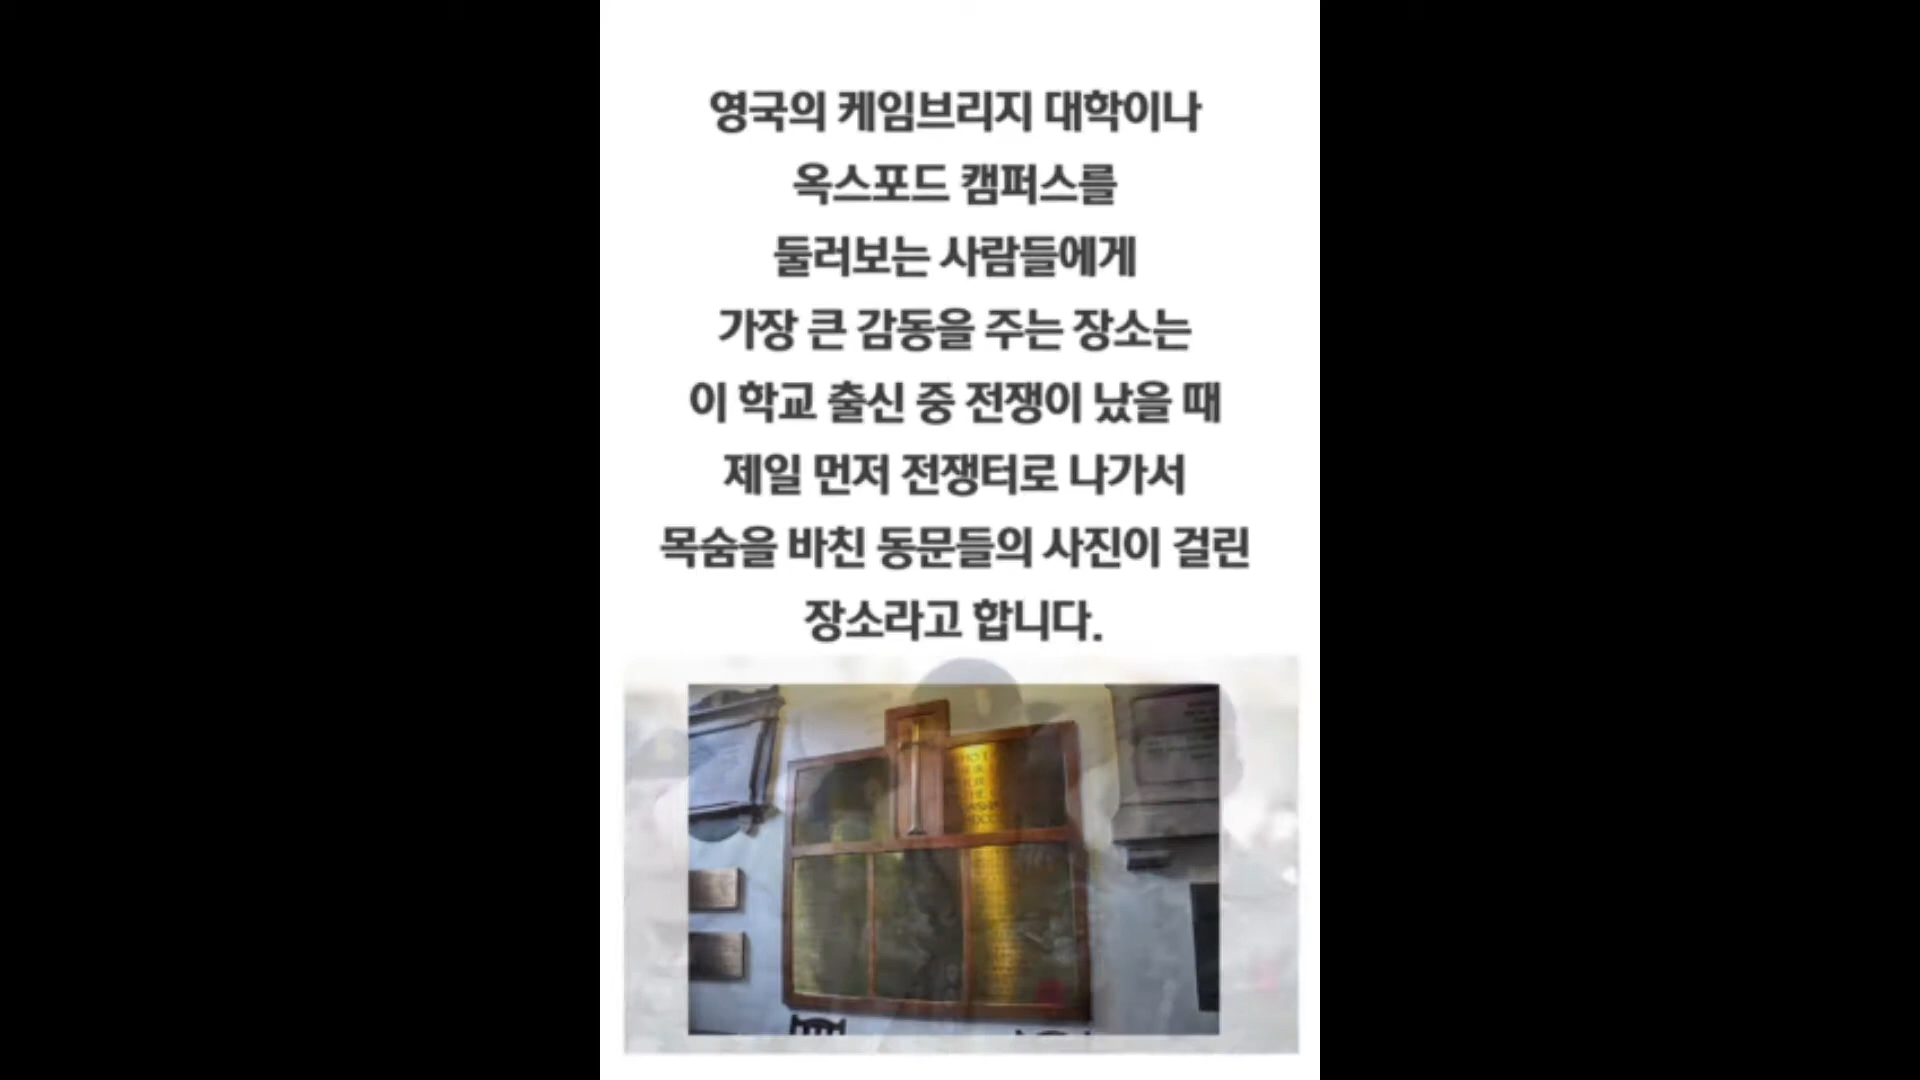 영국의 케임브리지 대학이나
옥스포드 캠퍼스를
둘러보는 사람들에게
가장 큰 감동을 주는 장소는
이 학교 출신 중 전쟁이 났을 때
제일 먼저 전쟁터로 나가서
목숨을 바친 동문들의 사진이 걸린
장소라고 합니다.